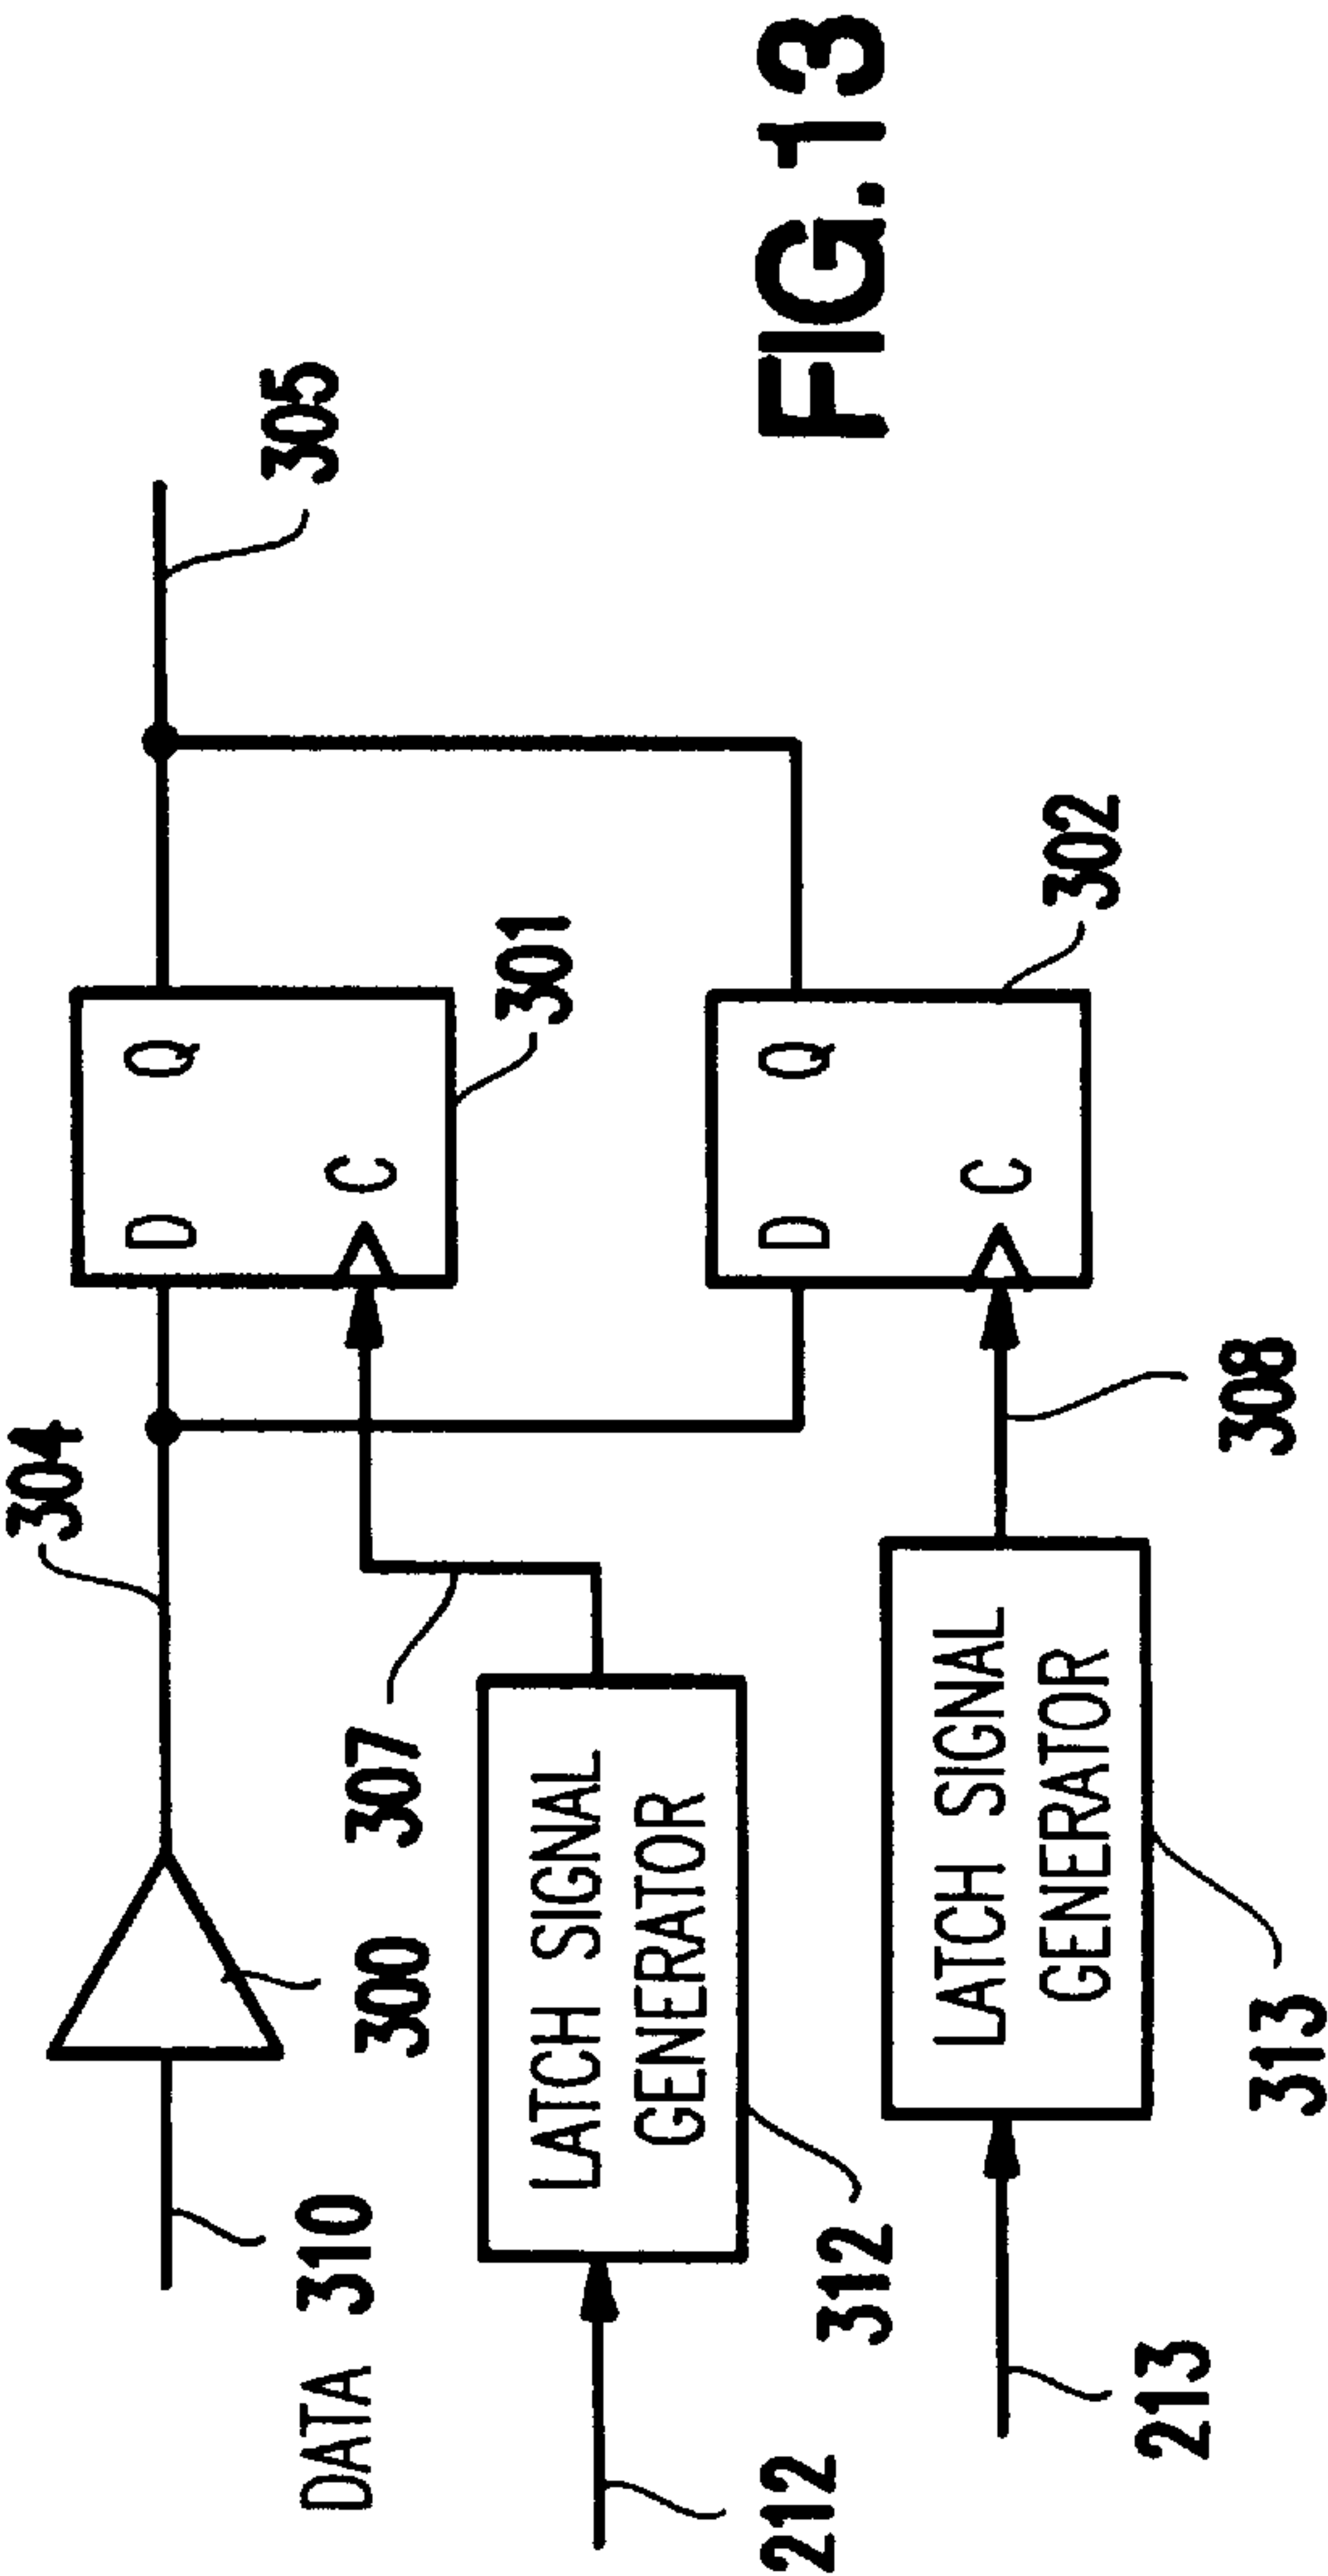 304
305
D Q
C
301
307
300
DATA 310
LATCH SIGNAL
GENERATOR
312
212
D Q
C
302
308
LATCH SIGNAL
GENERATOR
313
213
FIG.13